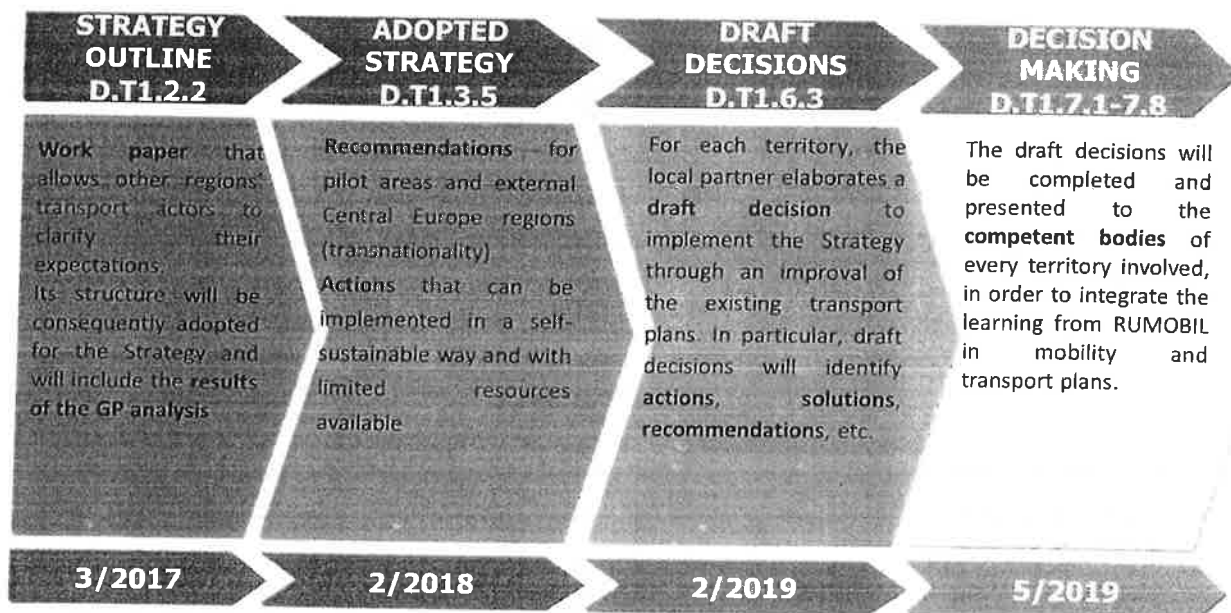 STRATEGY
OUTLINE
D.T1.2.2
Work paper that
allows other regions'
transport actors to
clarify their
expectations.
Its structure will be
consequently adopted
for the Strategy and
will include the results
of the GP analysis
3/2017
ADOPTED
STRATEGY
D.T1.3.5
Recommendations for
pilot areas and external
Central Europe regions
(transnationality)
Actions that can be
implemented in a self-
sustainable way and with
limited resources
available
2/2018
DRAFT
DECISIONS
D.T1.6.3
For each territory, the
local partner elaborates a
draft decision to
implement the Strategy
through an improval of
the existing transport
plans. In particular, draft
decisions will identify
actions, solutions,
recommendations, etc.
2/2019
DECISION
MAKING
D.T1.7.1-7.8
The draft decisions will
be completed and
presented to the
competent bodies of
every territory involved,
in order to integrate the
learning from RUMOBIL
in mobility and
transport plans.
5/2019